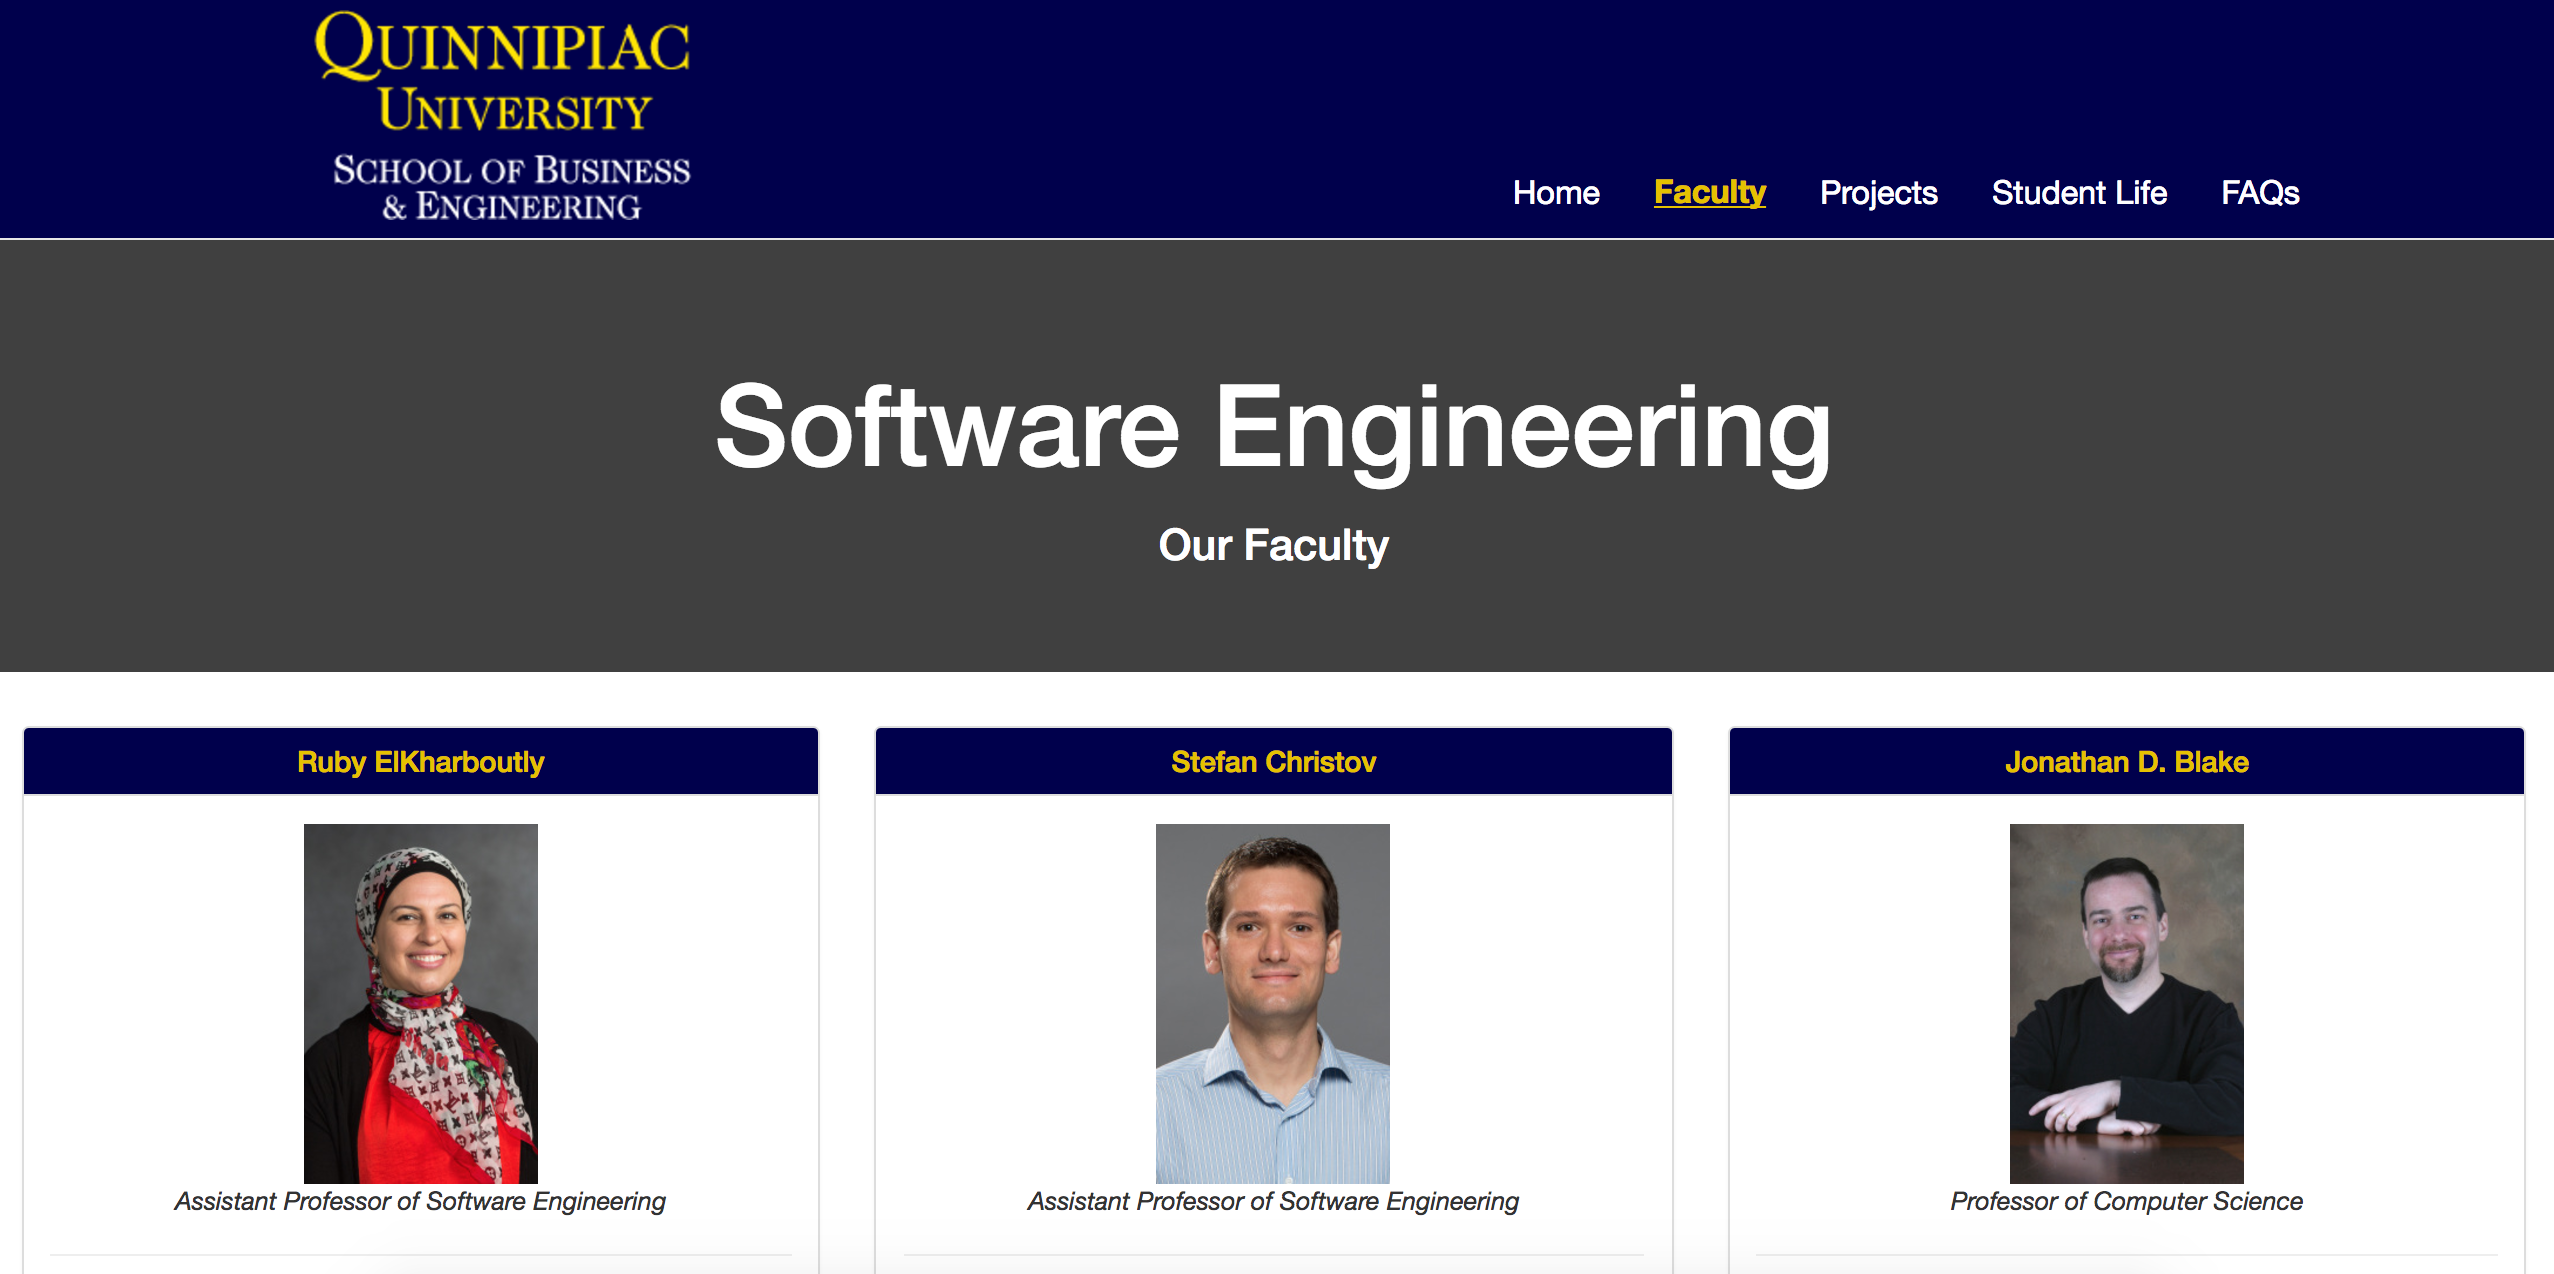 QUINNIPIAC
UNIVERSITY
SCHOOL OF BUSINESS
& ENGINEERING
Home Faculty Projects Student Life FAQs
Software Engineering
Our Faculty
Ruby ElKharboutly
Assistant Professor of Software Engineering
Stefan Christov
Assistant Professor of Software Engineering
Jonathan D. Blake
Professor of Computer Science